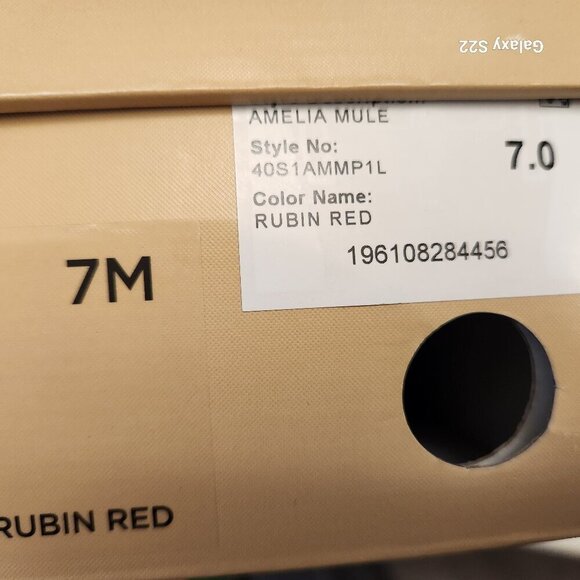 Galaxy S22
AMELIA MULE
Style No:
40S1AMMP1L
7.0
Color Name:
RUBIN RED
196108284456
7M
RUBIN RED